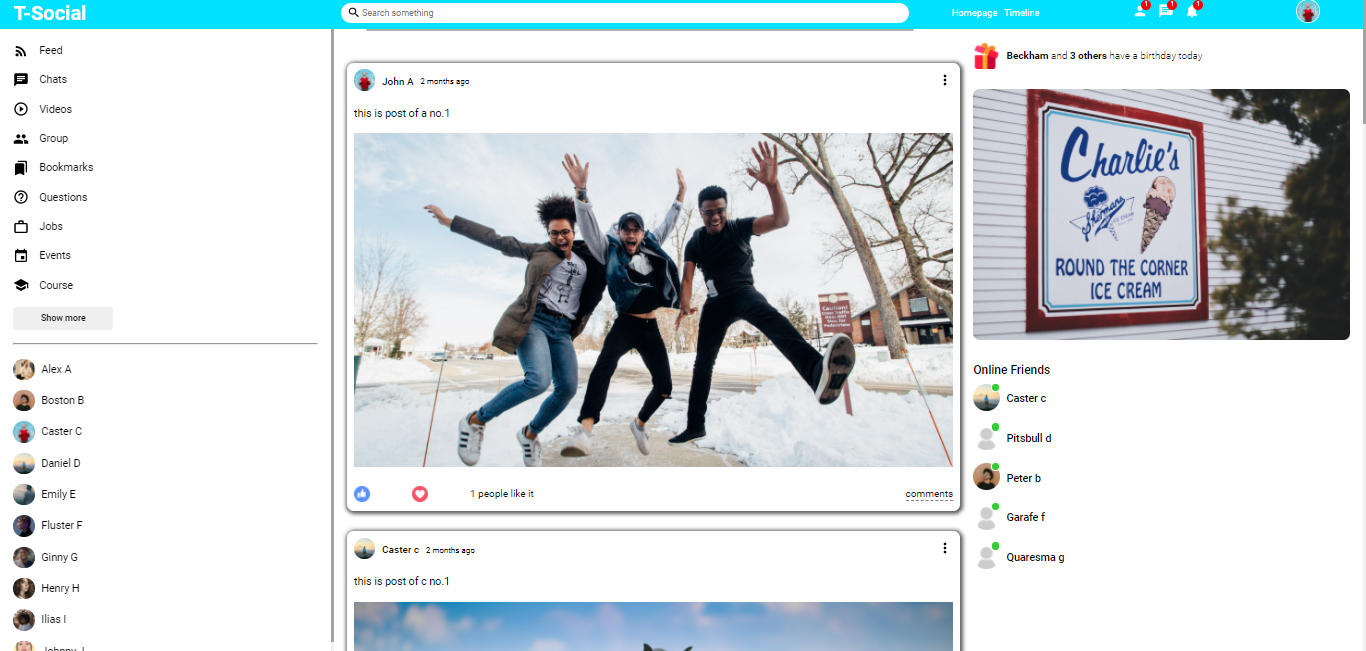 T-Social
Search something
Homepage Timeline
1
1
1
Feed
Chats
Videos
Group
Bookmarks
Questions
Jobs
Events
Course
Show more
Alex A
Boston B
Caster C
Daniel D
Emily E
Fluster F
Ginny G
Henry H
Ilias I
John A 2 months ago
this is post of a no.1
Caution!
1 people like it
comments
Caster c 2 months ago
this is post of c no.1
Beckham and 3 others have a birthday today
Charlie's
Sherman's
ICE CREAM
ROUND THE CORNER
ICE CREAM
Online Friends
Caster c
Pitsbull d
Peter b
Garafe f
Quaresma g